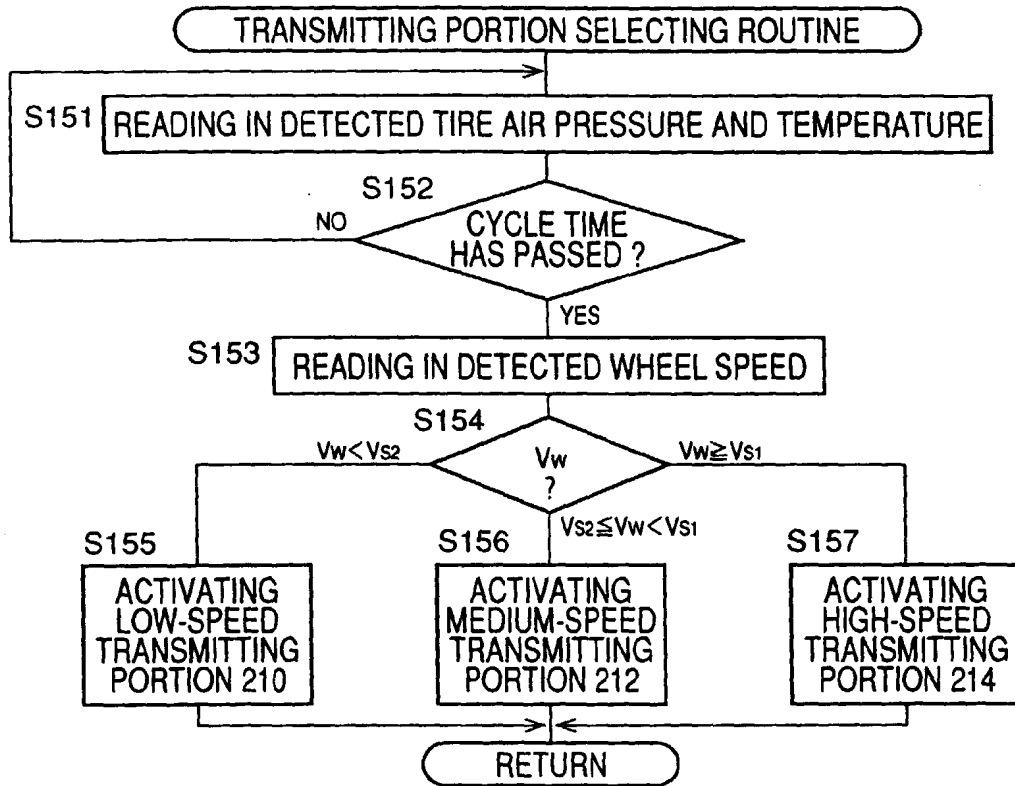 TRANSMITTING PORTION SELECTING ROUTINE
S151
READING IN DETECTED TIRE AIR PRESSURE AND TEMPERATURE
S152
NO
CYCLE TIME
HAS PASSED ?
YES
S153
READING IN DETECTED WHEEL SPEED
S154
VW<VS2
VW
?
VW≧VS1
VS2≦VW<VS1
S155
ACTIVATING
LOW-SPEED
TRANSMITTING
PORTION 210
S156
ACTIVATING
MEDIUM-SPEED
TRANSMITTING
PORTION 212
S157
ACTIVATING
HIGH-SPEED
TRANSMITTING
PORTION 214
RETURN